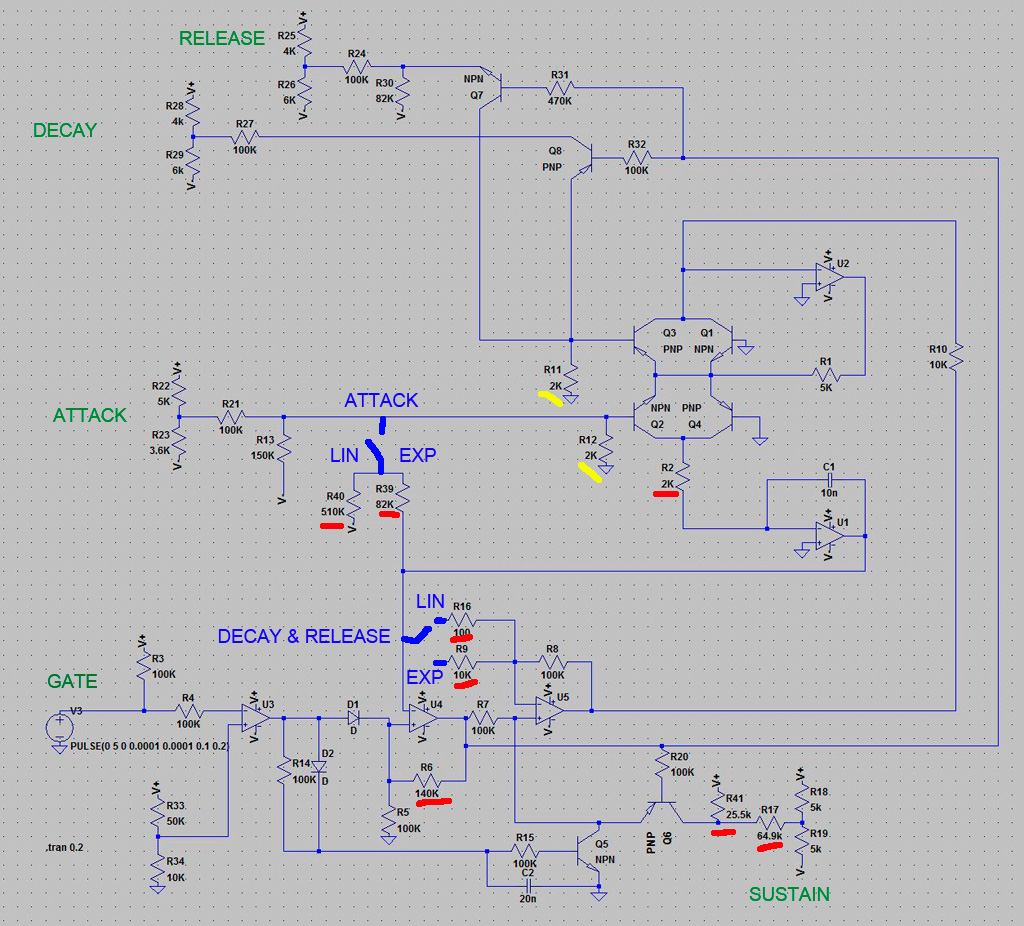 V+
RELEASE
R25
4K
R24
100K
NPN
Q7
R31
470K
R26
6K
R30
82K
V-
V-
V+
R28
4k
DECAY
R27
100K
Q8
PNP
R32
100K
R29
6k
V-
V+
U2
V-
Q3
Q1
PNP
NPN
R10
10K
R11
2K
R1
5K
V+
R22
5K
ATTACK
ATTACK
R21
100K
NPN
PNP
Q2
Q4
R23
3.6K
V-
R13
150K
LIN
EXP
R12
2K
R2
2K
C1
10n
R40
510K
R39
82K
V-
V-
V+
U1
V-
LIN
R16
100
DECAY & RELEASE
V+
R3
100K
EXP
R9
10K
R8
100K
GATE
V3
R4
100K
V+
U3
V-
D1
D
V+
U4
V-
R7
100K
V+
U5
V-
PULSE(0 5 0 0.0001 0.0001 0.1 0.2)
R14
100K
D2
D
R6
140K
R20
100K
V+
R41
25.5k
V+
R18
5k
V+
R33
50K
R5
100K
R17
64.9k
R19
5k
V-
PNP
Q6
.tran 0.2
R34
10K
R15
100K
C2
20n
Q5
NPN
SUSTAIN